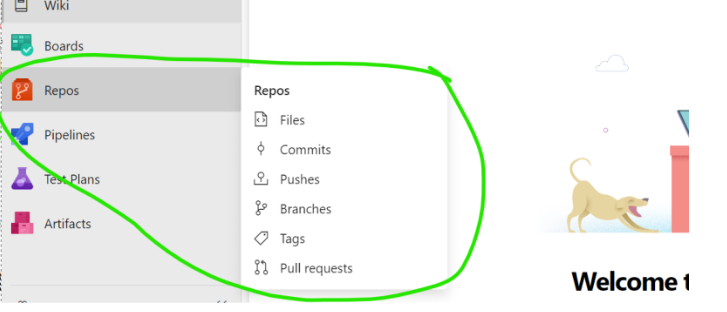 Wiki
Boards
Repos
Pipelines
Test Plans
Artifacts
Repos
Files
Commits
Pushes
Branches
Tags
Pull requests
Welcome t